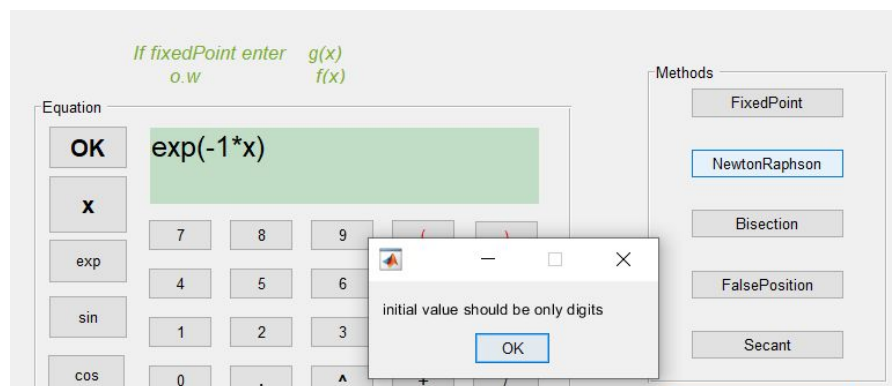 If fixedPoint enter g(x)
o.w f(x)
Equation
OK
exp(-1*x)
x
exp
sin
cos
7 8 9 ( )
4 5 6
1 2 3
0 . ^ + /
initial value should be only digits
OK
Methods
FixedPoint
NewtonRaphson
Bisection
FalsePosition
Secant